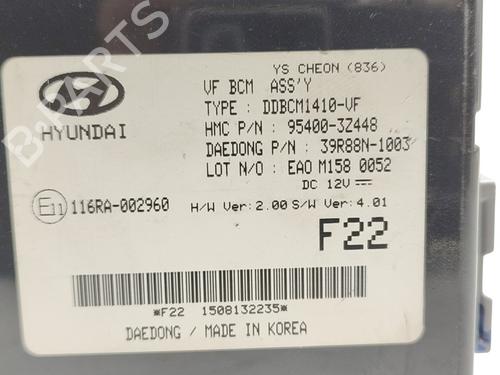 YS CHEON (836)
VF BCM ASS'Y
TYPE : DDBCM1410-VF
HYUNDAI
HMC P/N : 95400-3Z448
DAEDONG P/N : 39R88N-1003
LOT N/O : EAO M158 0052
DC 12V
E11 116RA-002960
H/W Ver: 2.00 S/W Ver: 4.01
F22
*F22 1508132235*
DAEDONG / MADE IN KOREA
B-PARTS